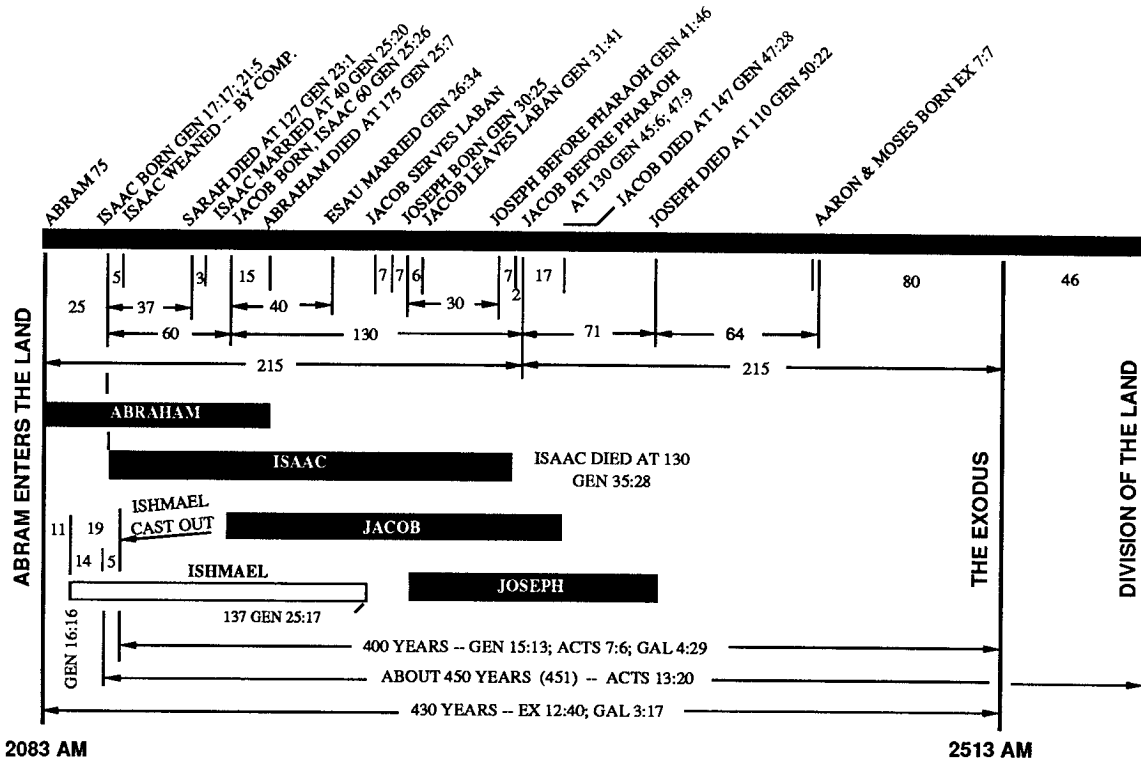 ABRAM 75
ISAAC BORN GEN 17:17; 21:5
ISAAC WEANED -- BY COMP.
SARAH DIED AT 127 GEN 23:1
ISAAC MARRIED AT 40 GEN 25:20
JACOB BORN, ISAAC 60 GEN 25:26
ABRAHAM DIED AT 175 GEN 25:7
ESAU MARRIED GEN 26:34
JACOB SERVES LABAN
JOSEPH BORN GEN 30:25
JACOB LEAVES LABAN GEN 31:41
JOSEPH BEFORE PHARAOH GEN 41:46
JACOB BEFORE PHARAOH
AT 130 GEN 45:6; 47:9
JACOB DIED AT 147 GEN 47:28
JOSEPH DIED AT 110 GEN 50:22
AARON & MOSES BORN EX 7:7
5 3 15 7 7 6 7 2 17
25 37 40 30 80 46
60 130 71 64
215 215
ABRAHAM
ISAAC
ISAAC DIED AT 130
GEN 35:28
ISHMAEL
CAST OUT
11 19
JACOB
14 5
ISHMAEL
JOSEPH
137 GEN 25:17
GEN 16:16
400 YEARS -- GEN 15:13; ACTS 7:6; GAL 4:29
ABOUT 450 YEARS (451) -- ACTS 13:20
430 YEARS -- EX 12:40; GAL 3:17
ABRAM ENTERS THE LAND
THE EXODUS
DIVISION OF THE LAND
2083 AM
2513 AM